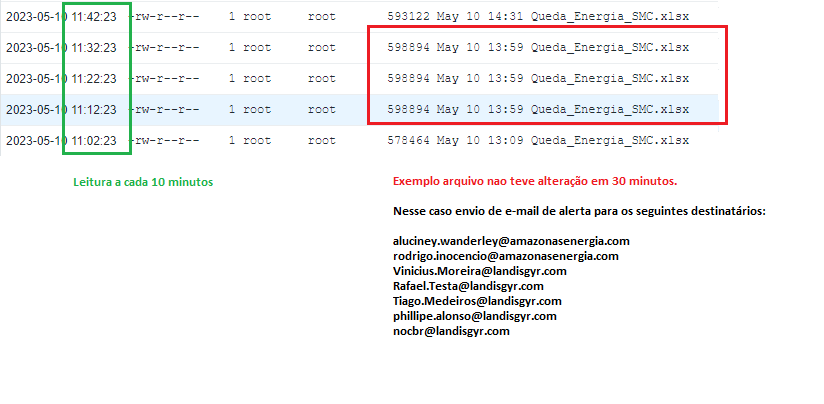 2023-05-10 11:42:23 -rw-r--r-- 1 root root 593122 May 10 14:31 Queda_Energia_SMC.xlsx
2023-05-10 11:32:23 -rw-r--r-- 1 root root 598894 May 10 13:59 Queda_Energia_SMC.xlsx
2023-05-10 11:22:23 -rw-r--r-- 1 root root 598894 May 10 13:59 Queda_Energia_SMC.xlsx
2023-05-10 11:12:23 -rw-r--r-- 1 root root 598894 May 10 13:59 Queda_Energia_SMC.xlsx
2023-05-10 11:02:23 -rw-r--r-- 1 root root 578464 May 10 13:09 Queda_Energia_SMC.xlsx
Leitura a cada 10 minutos
Exemplo arquivo nao teve alteração em 30 minutos.
Nesse caso envio de e-mail de alerta para os seguintes destinatários:
aluciney.wanderley@amazonasenergia.com
rodrigo.inocencio@amazonasenergia.com
Vinicius.Moreira@landisgyr.com
Rafael.Testa@landisgyr.com
Tiago.Medeiros@landisgyr.com
phillipe.alonso@landisgyr.com
nocbr@landisgyr.com